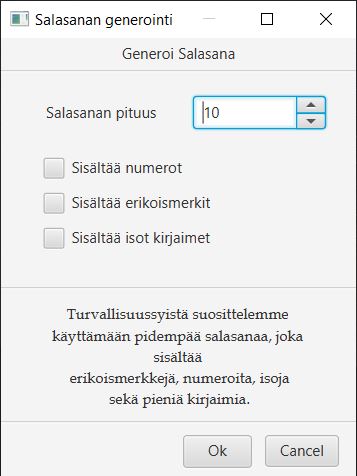 Salasanan generointi
Generoi Salasana
Salasanan pituus 10
Sisältää numerot
Sisältää erikoismerkit
Sisältää isot kirjaimet
Turvallisuussyistä suosittelemme
käyttämään pidempää salasanaa, joka
sisältää
erikoismerkkejä, numeroita, isoja
sekä pieniä kirjaimia.
Ok Cancel